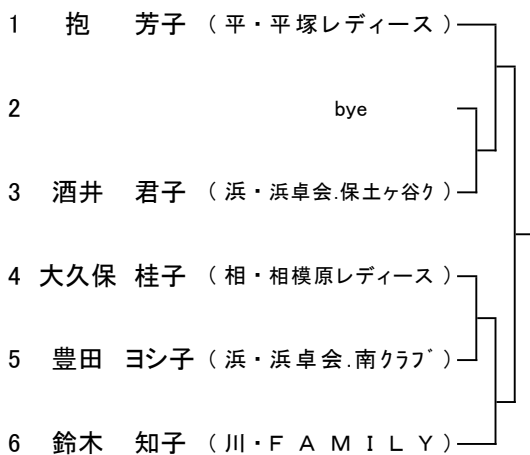 1 抱 芳子 ( 平・平塚レディース )
2 bye
3 酒井 君子 ( 浜・浜卓会.保土ヶ谷ｸ )
4 大久保 桂子 ( 相・相模原レディース )
5 豊田 ヨシ子 ( 浜・浜卓会.南ｸﾗﾌﾞ )
6 鈴木 知子 ( 川・ＦＡＭＩＬＹ )